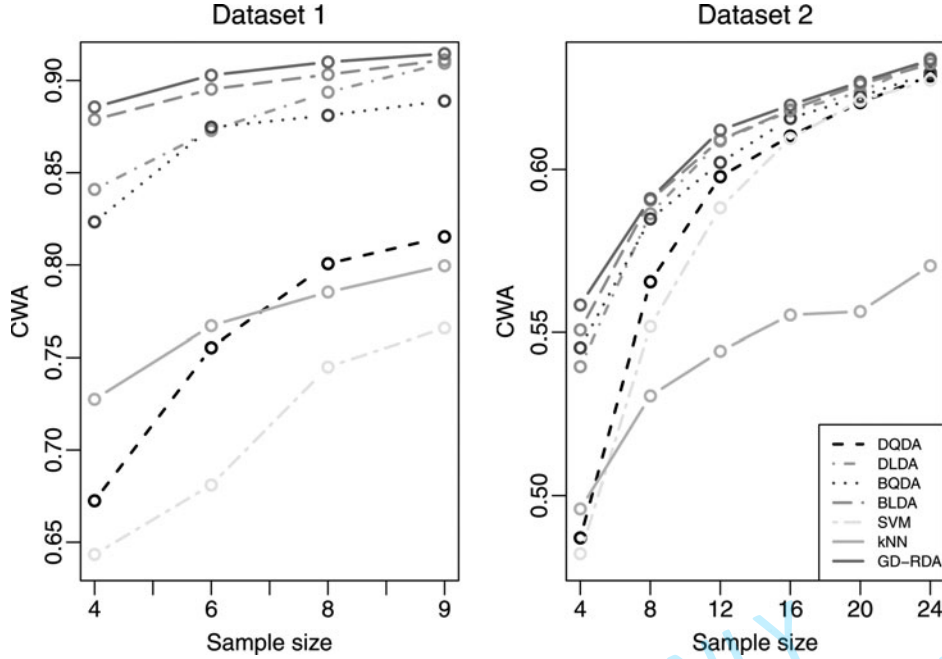 Dataset 1
CWA
0.90
0.85
0.80
0.75
0.70
0.65
4 6 8 9
Sample size
Dataset 2
CWA
0.60
0.55
0.50
4 8 12 16 20 24
Sample size
DQDA
DLDA
BQDA
BLDA
SVM
kNN
GD-RDA